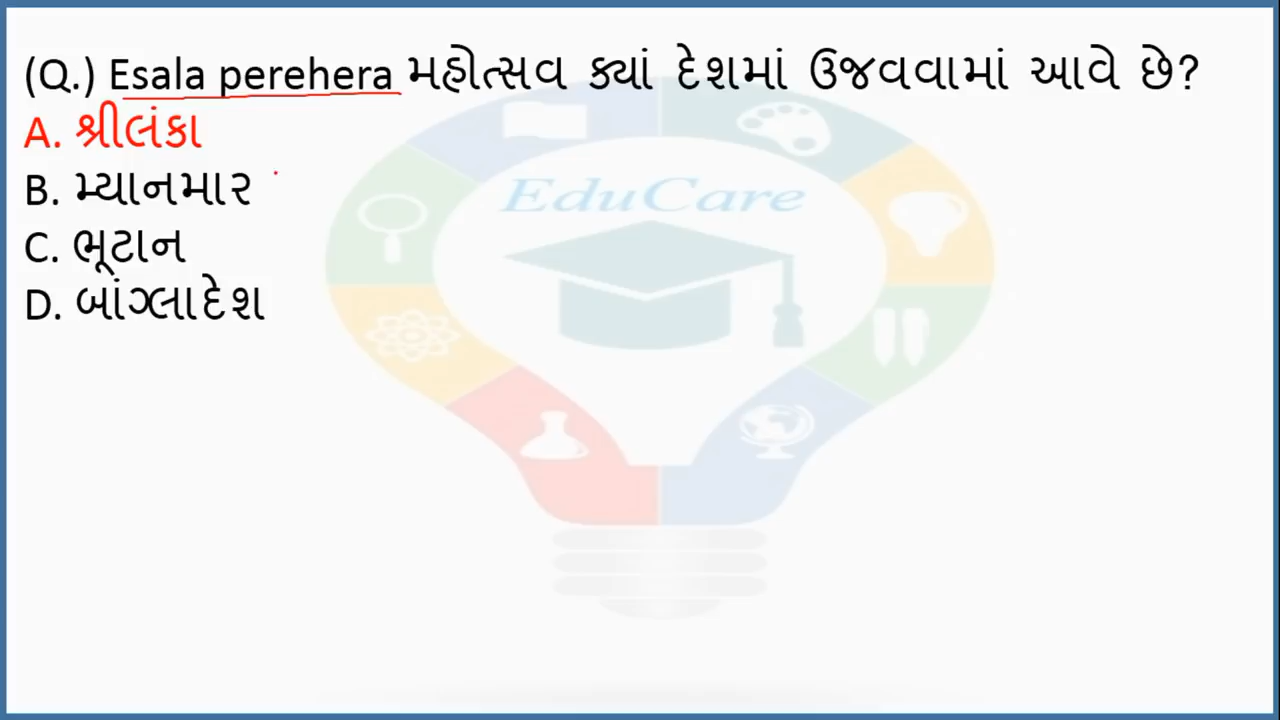 (Q.) Esala perehera મહોત્સવ ક્યાં દેશમાં ઉજવવામાં આવે છે?
A. શ્રીલંકા
B. મ્યાનમાર
C. ભૂટાન
D. બાંગ્લાદેશ
EduCare